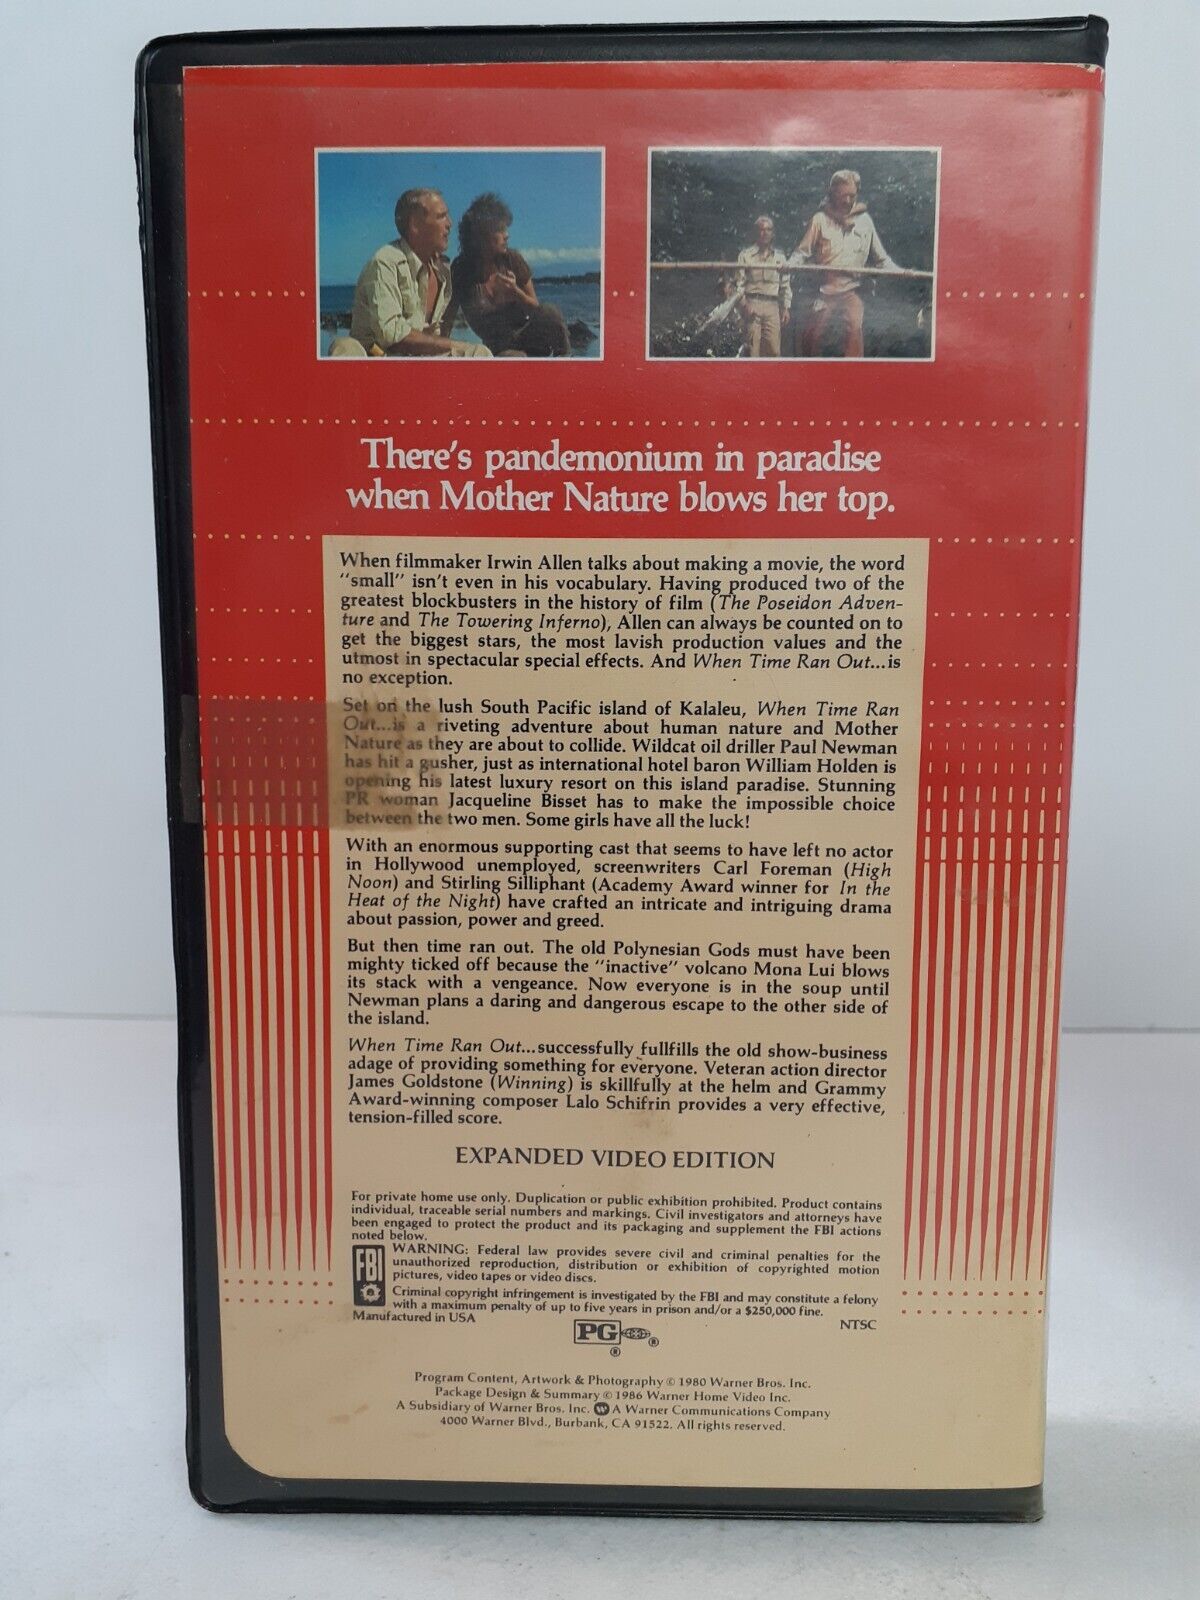 There's pandemonium in paradise
when Mother Nature blows her top.
When filmmaker Irwin Allen talks about making a movie, the word
"small" isn't even in his vocabulary. Having produced two of the
greatest blockbusters in the history of film (The Poseidon Adven-
ture and The Towering Inferno), Allen can always be counted on to
get the biggest stars, the most lavish production values and the
utmost in spectacular special effects. And When Time Ran Out...is
no exception.
Set on the lush South Pacific island of Kalaleu, When Time Ran
Out...is a riveting adventure about human nature and Mother
Nature as they are about to collide. Wildcat oil driller Paul Newman
has hit a gusher, just as international hotel baron William Holden is
opening his latest luxury resort on this island paradise. Stunning
PR woman Jacqueline Bisset has to make the impossible choice
between the two men. Some girls have all the luck!
With an enormous supporting cast that seems to have left no actor
in Hollywood unemployed, screenwriters Carl Foreman (High
Noon) and Stirling Silliphant (Academy Award winner for In the
Heat of the Night) have crafted an intricate and intriguing drama
about passion, power and greed.
But then time ran out. The old Polynesian Gods must have been
mighty ticked off because the "inactive" volcano Mona Lui blows
its stack with a vengeance. Now everyone is in the soup until
Newman plans a daring and dangerous escape to the other side of
the island.
When Time Ran Out...successfully fullfills the old show-business
adage of providing something for everyone. Veteran action director
James Goldstone (Winning) is skillfully at the helm and Grammy
Award-winning composer Lalo Schifrin provides a very effective,
tension-filled score.
EXPANDED VIDEO EDITION
For private home use only. Duplication or public exhibition prohibited. Product contains
individual, traceable serial numbers and markings. Civil investigators and attorneys have
been engaged to protect the product and its packaging and supplement the FBI actions
noted below.
FBI
WARNING: Federal law provides severe civil and criminal penalties for the
unauthorized reproduction, distribution or exhibition of copyrighted motion
pictures, video tapes or video discs.
Criminal copyright infringement is investigated by the FBI and may constitute a felony
with a maximum penalty of up to five years in prison and/or a $250,000 fine.
Manufactured in USA
NTSC
PG ® ®
Program Content, Artwork & Photography © 1980 Warner Bros. Inc.
Package Design & Summary © 1986 Warner Home Video Inc.
A Subsidiary of Warner Bros. Inc. A Warner Communications Company
4000 Warner Blvd., Burbank, CA 91522. All rights reserved.